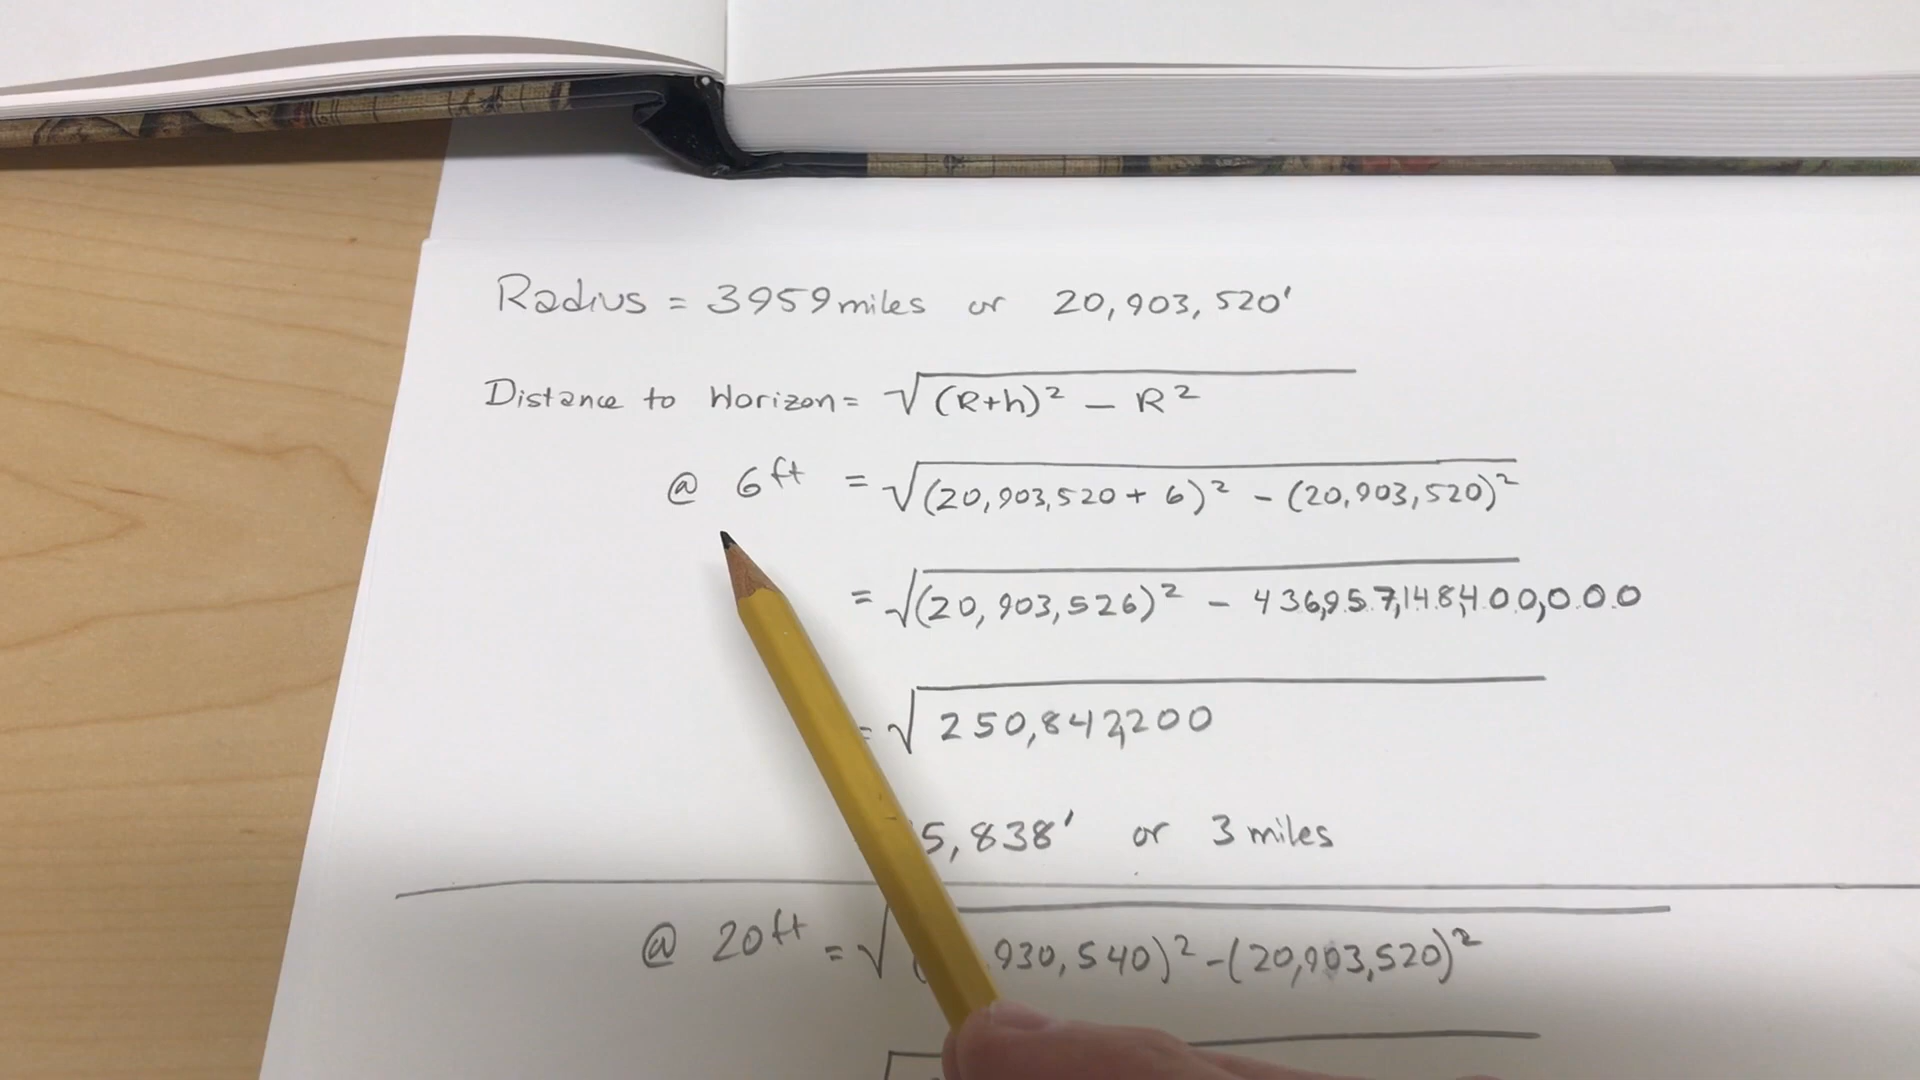 Radius = 3959 miles or 20,903,520'
Distance to Horizon = √(R+h)² – R²
@ 6ft = √(20,903,520 + 6)² – (20,903,520)²
= √(20,903,526)² – 436,957,148,400,000
= √250,842,200
5,838' or 3 miles
@ 20ft = √( 930,540)² – (20,903,520)²